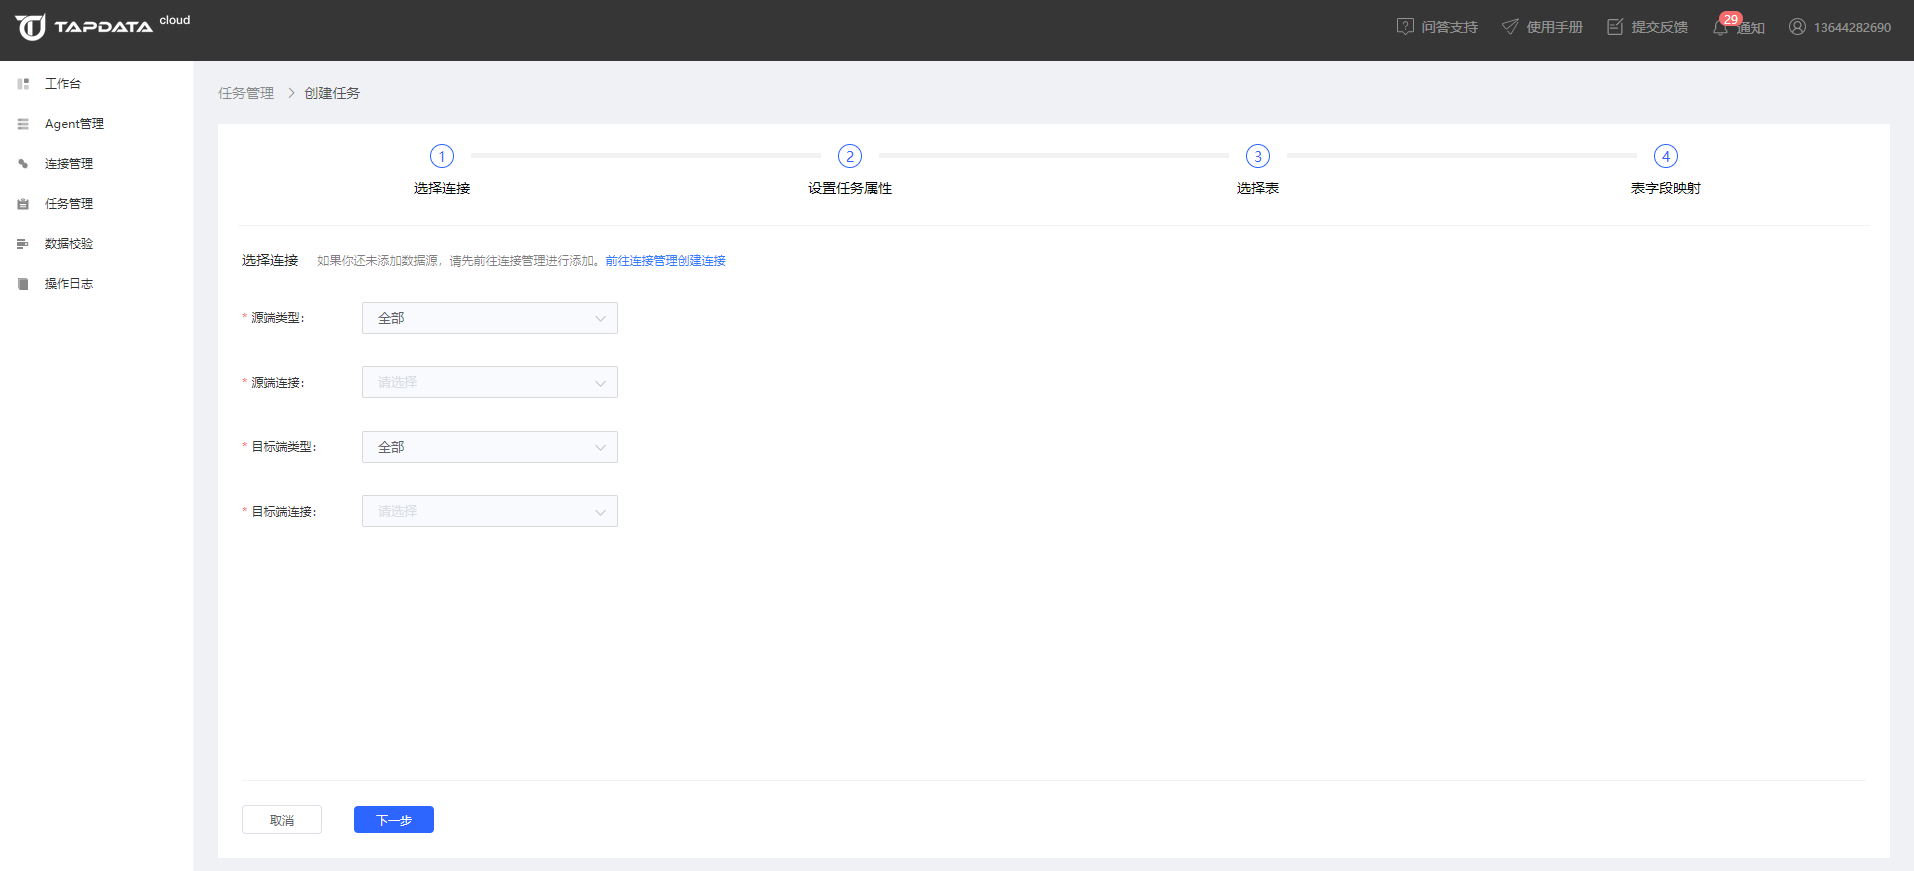 TAPDATA cloud
问答支持
使用手册
提交反馈
29
通知
13644282690
工作台
Agent管理
连接管理
任务管理
数据校验
操作日志
任务管理 > 创建任务
1
2
3
4
选择连接
设置任务属性
选择表
表字段映射
选择连接 如果你还未添加数据源，请先前往连接管理进行添加。前往连接管理创建连接
* 源端类型: 全部
* 源端连接: 请选择
* 目标端类型: 全部
* 目标端连接: 请选择
取消
下一步